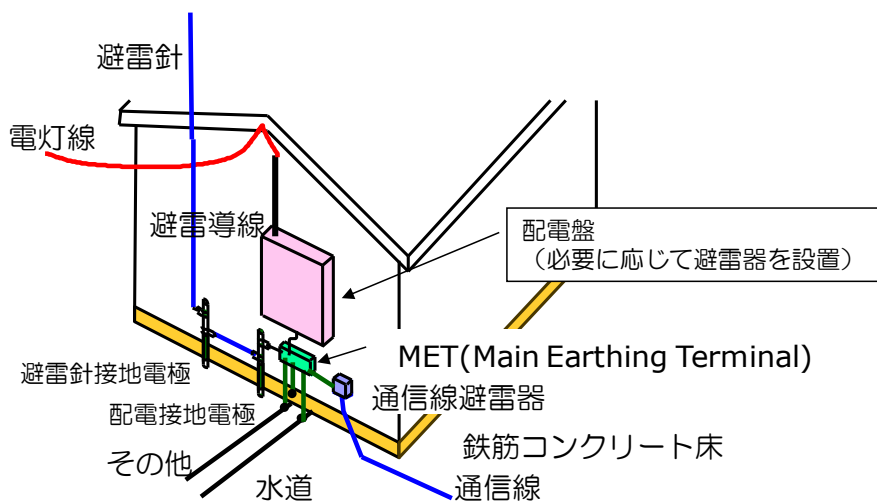 避雷針
電灯線
避雷導線
配電盤
（必要に応じて避雷器を設置）
MET(Main Earthing Terminal)
避雷針接地電極
通信線避雷器
配電接地電極
鉄筋コンクリート床
その他
水道
通信線